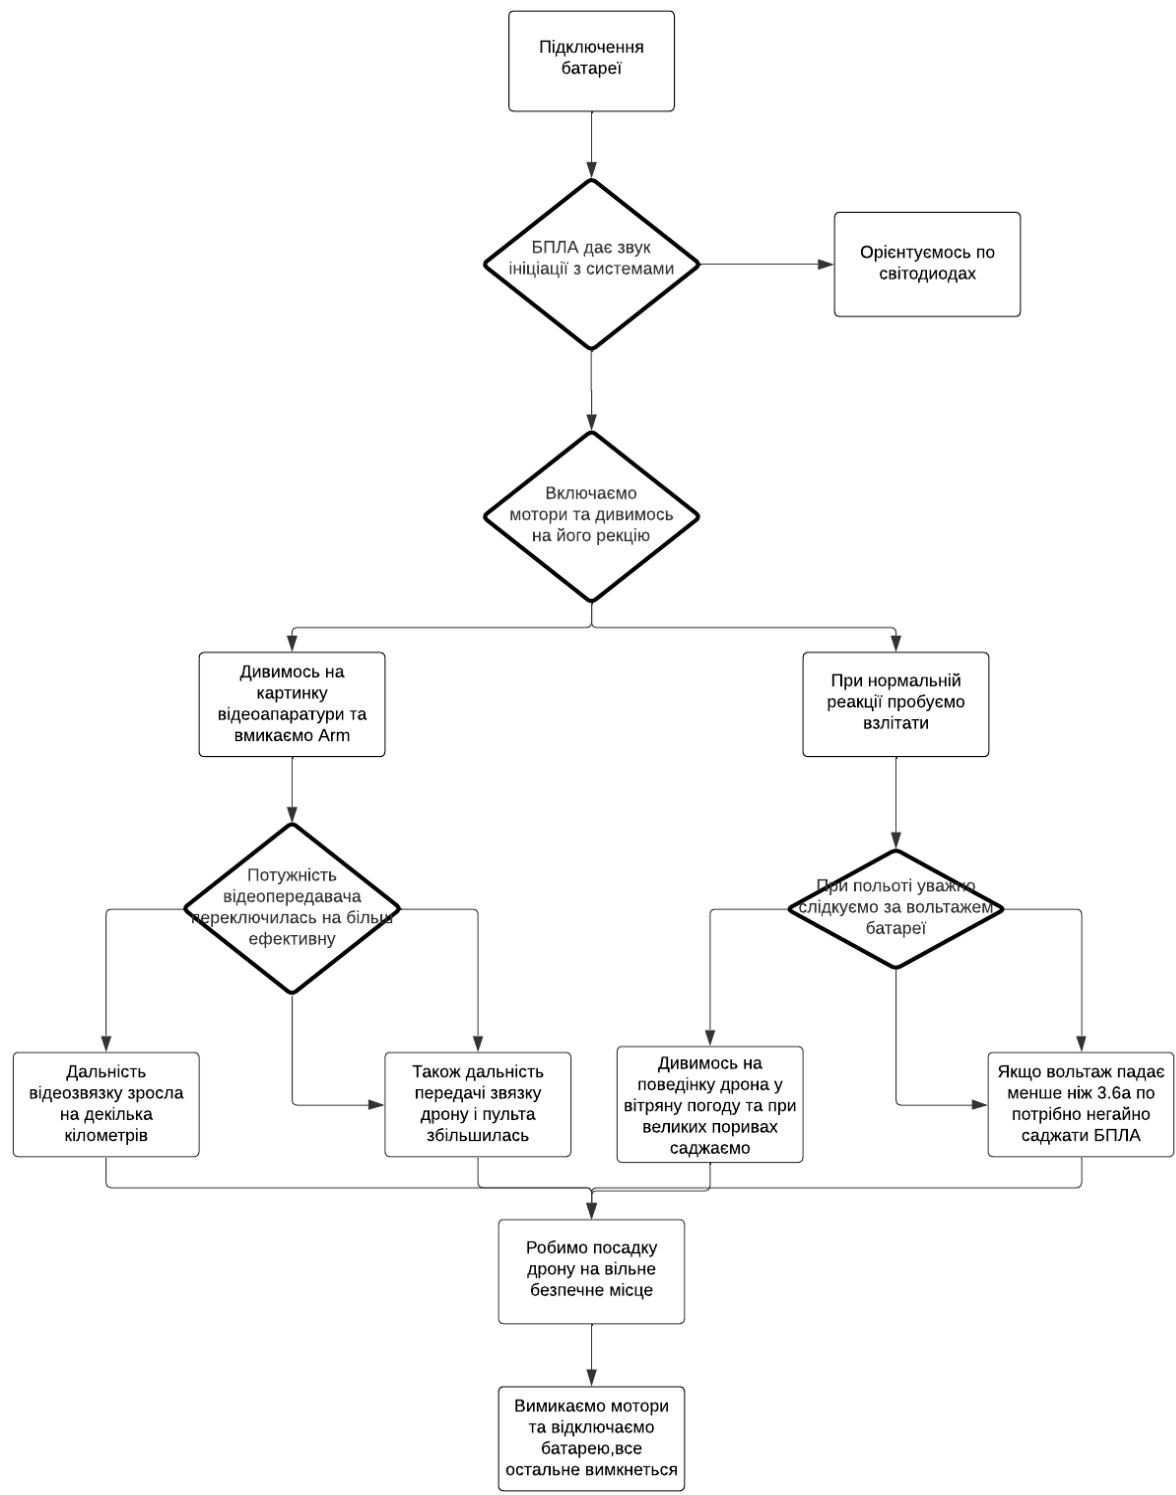 Підключення
батареї
БПЛА дає звук
ініціації з системами
Орієнтуємось по
світодиодах
Включаємо
мотори та дивимось
на його рекцію
Дивимось на
картинку
відеоапаратури та
вмикаємо Arm
При нормальній
реакції пробуємо
взлітати
Потужність
відеопередавача
переключилась на більш
ефективну
При польоті уважно
слідкуємо за вольтажем
батареї
Дальність
відеозвязку зросла
на декілька
кілометрів
Також дальність
передачі звязку
дрону і пульта
збільшилась
Дивимось на
поведінку дрона у
вітряну погоду та при
великих поривах
саджаємо
Якщо вольтаж падає
менше ніж 3.6а по
потрібно негайно
саджати БПЛА
Робимо посадку
дрону на вільне
безпечне місце
Вимикаємо мотори
та відключаємо
батарею,все
остальне вимкнеться